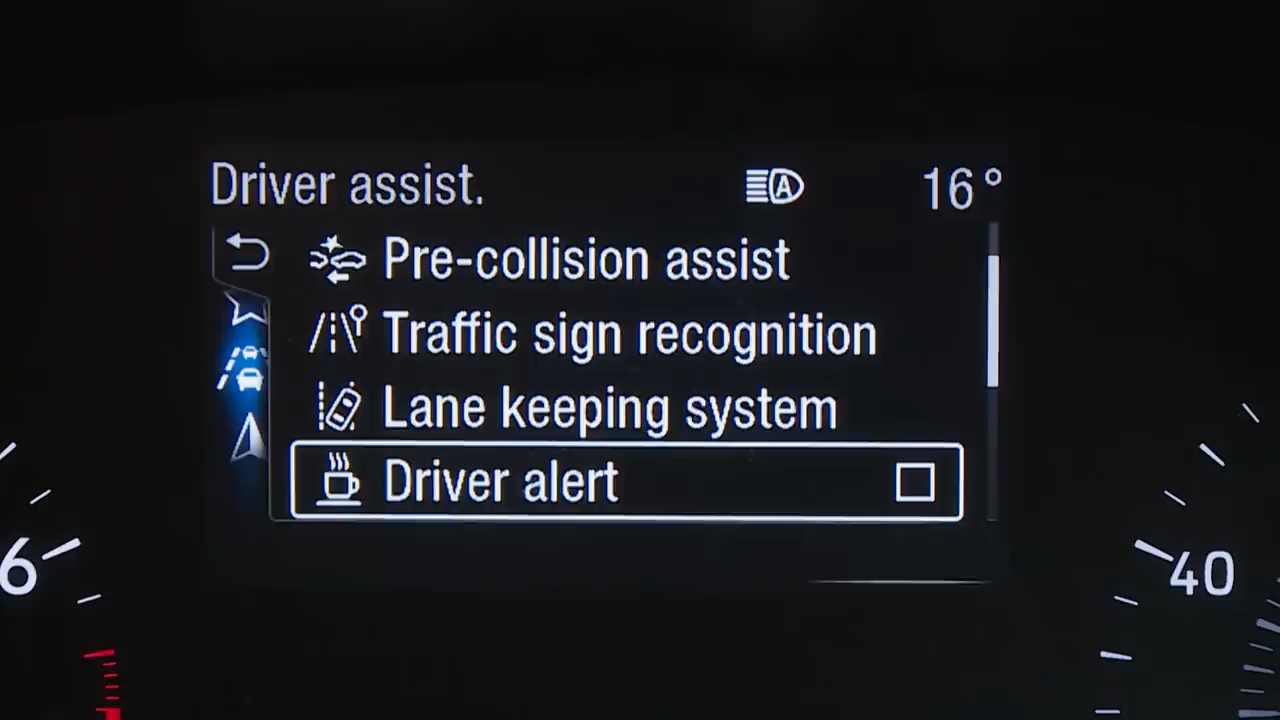 Driver assist. A 16°
Pre-collision assist
Traffic sign recognition
Lane keeping system
Driver alert
6
40